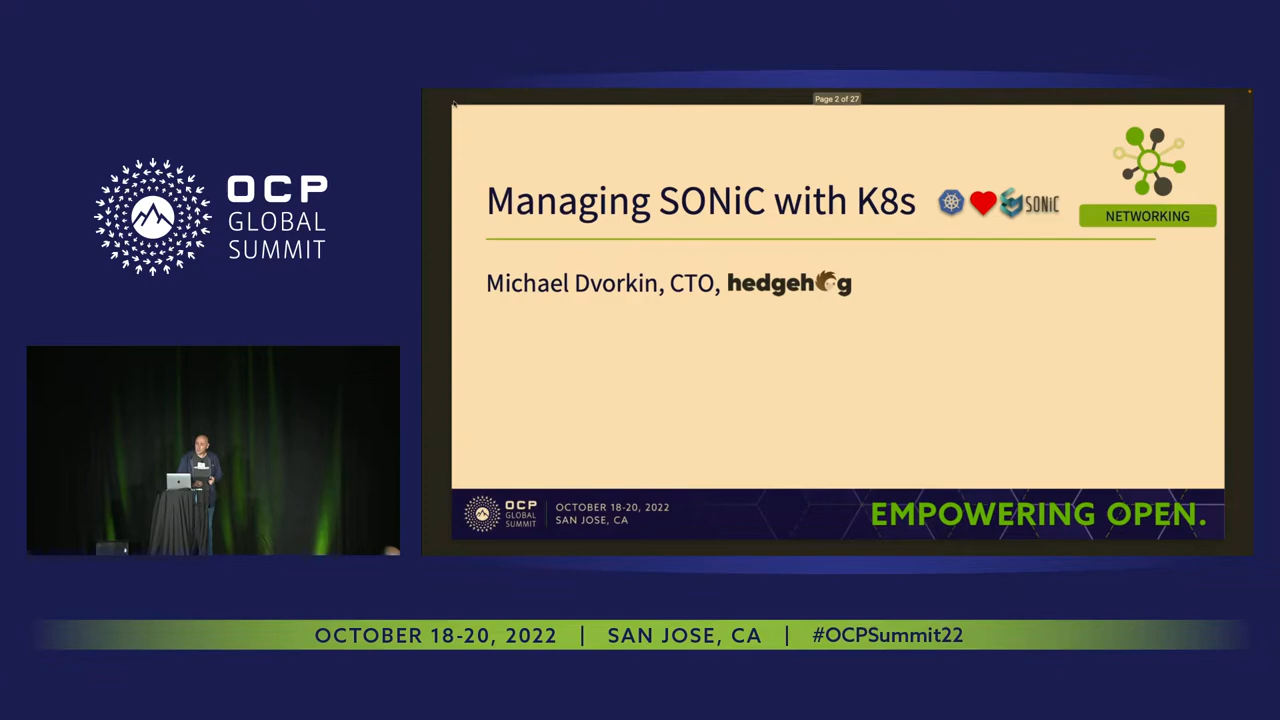 OCP
GLOBAL
SUMMIT
Page 2 of 27
Managing SONiC with K8s
SONiC
NETWORKING
Michael Dvorkin, CTO, hedgehog
OCP
GLOBAL
SUMMIT
OCTOBER 18-20, 2022
SAN JOSE, CA
EMPOWERING OPEN.
OCTOBER 18-20, 2022 | SAN JOSE, CA | #OCPSummit22